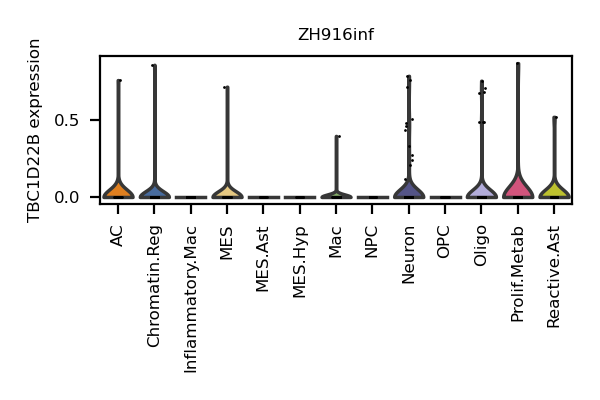 ZH916inf
TBC1D22B expression
0.5
0.0
AC
Chromatin.Reg
Inflammatory.Mac
MES
MES.Ast
MES.Hyp
Mac
NPC
Neuron
OPC
Oligo
Prolif.Metab
Reactive.Ast